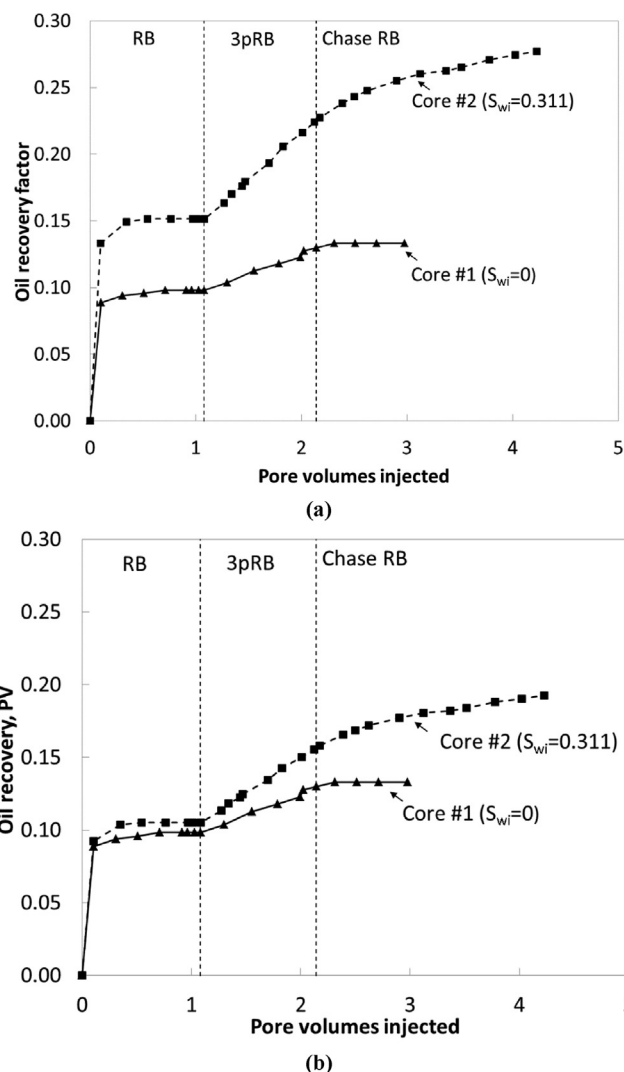 0.30
RB
3pRB
Chase RB
0.25
Core #2 (Swi=0.311)
0.20
0.15
0.10
Core #1 (Swi=0)
0.05
0.00
Oil recovery factor
0 1 2 3 4 5
Pore volumes injected
(a)
0.30
RB
3pRB
Chase RB
0.25
0.20
Core #2 (Swi=0.311)
0.15
Core #1 (Swi=0)
0.10
0.05
0.00
Oil recovery, PV
0 1 2 3 4
Pore volumes injected
(b)